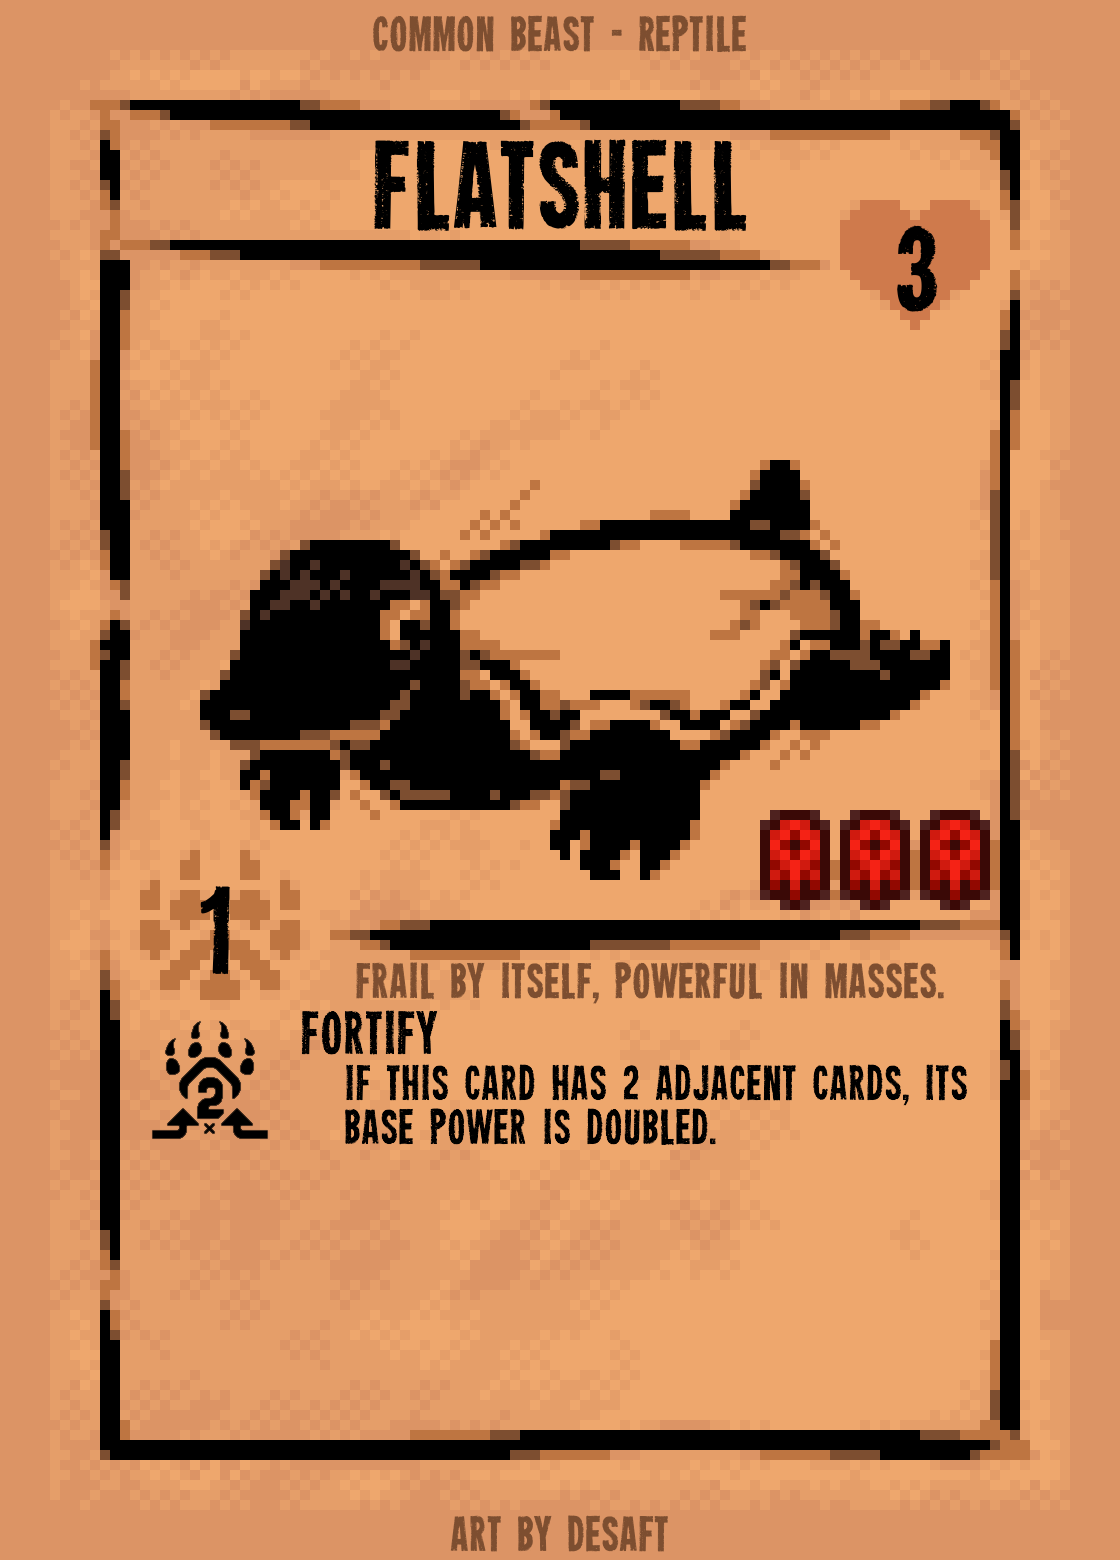 COMMON BEAST - REPTILE
FLATSHELL
3
1
FRAIL BY ITSELF, POWERFUL IN MASSES.
FORTIFY
2
×
IF THIS CARD HAS 2 ADJACENT CARDS, ITS
BASE POWER IS DOUBLED.
ART BY DESAFT